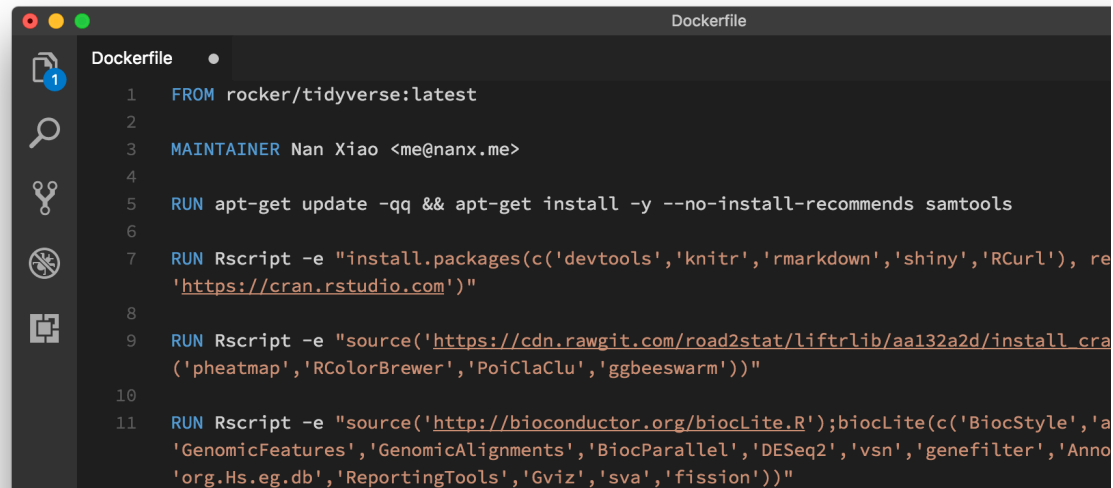 Dockerfile
Dockerfile
1
1 FROM rocker/tidyverse:latest
2
3 MAINTAINER Nan Xiao <me@nanx.me>
4
5 RUN apt-get update -qq && apt-get install -y --no-install-recommends samtools
6
7 RUN Rscript -e "install.packages(c('devtools','knitr','rmarkdown','shiny','RCurl'), re
'https://cran.rstudio.com')"
8
9 RUN Rscript -e "source('https://cdn.rawgit.com/road2stat/liftrlib/aa132a2d/install_cra
('pheatmap','RColorBrewer','PoiClaClu','ggbeeswarm'))"
10
11 RUN Rscript -e "source('http://bioconductor.org/biocLite.R');biocLite(c('BiocStyle','a
'GenomicFeatures','GenomicAlignments','BiocParallel','DESeq2','vsn','genefilter','Anno
'org.Hs.eg.db','ReportingTools','Gviz','sva','fission'))"